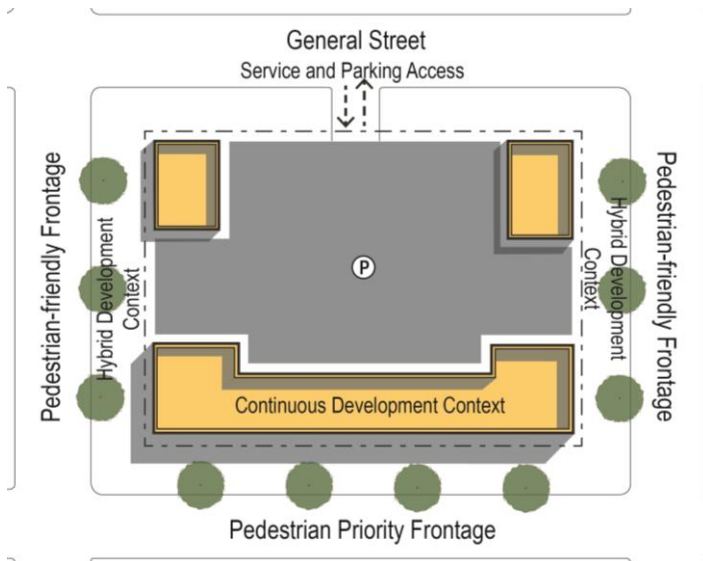 General Street
Service and Parking Access
Pedestrian-friendly Frontage
Hybrid Development
Context
P
Hybrid Development
Context
Pedestrian-friendly Frontage
Continuous Development Context
Pedestrian Priority Frontage